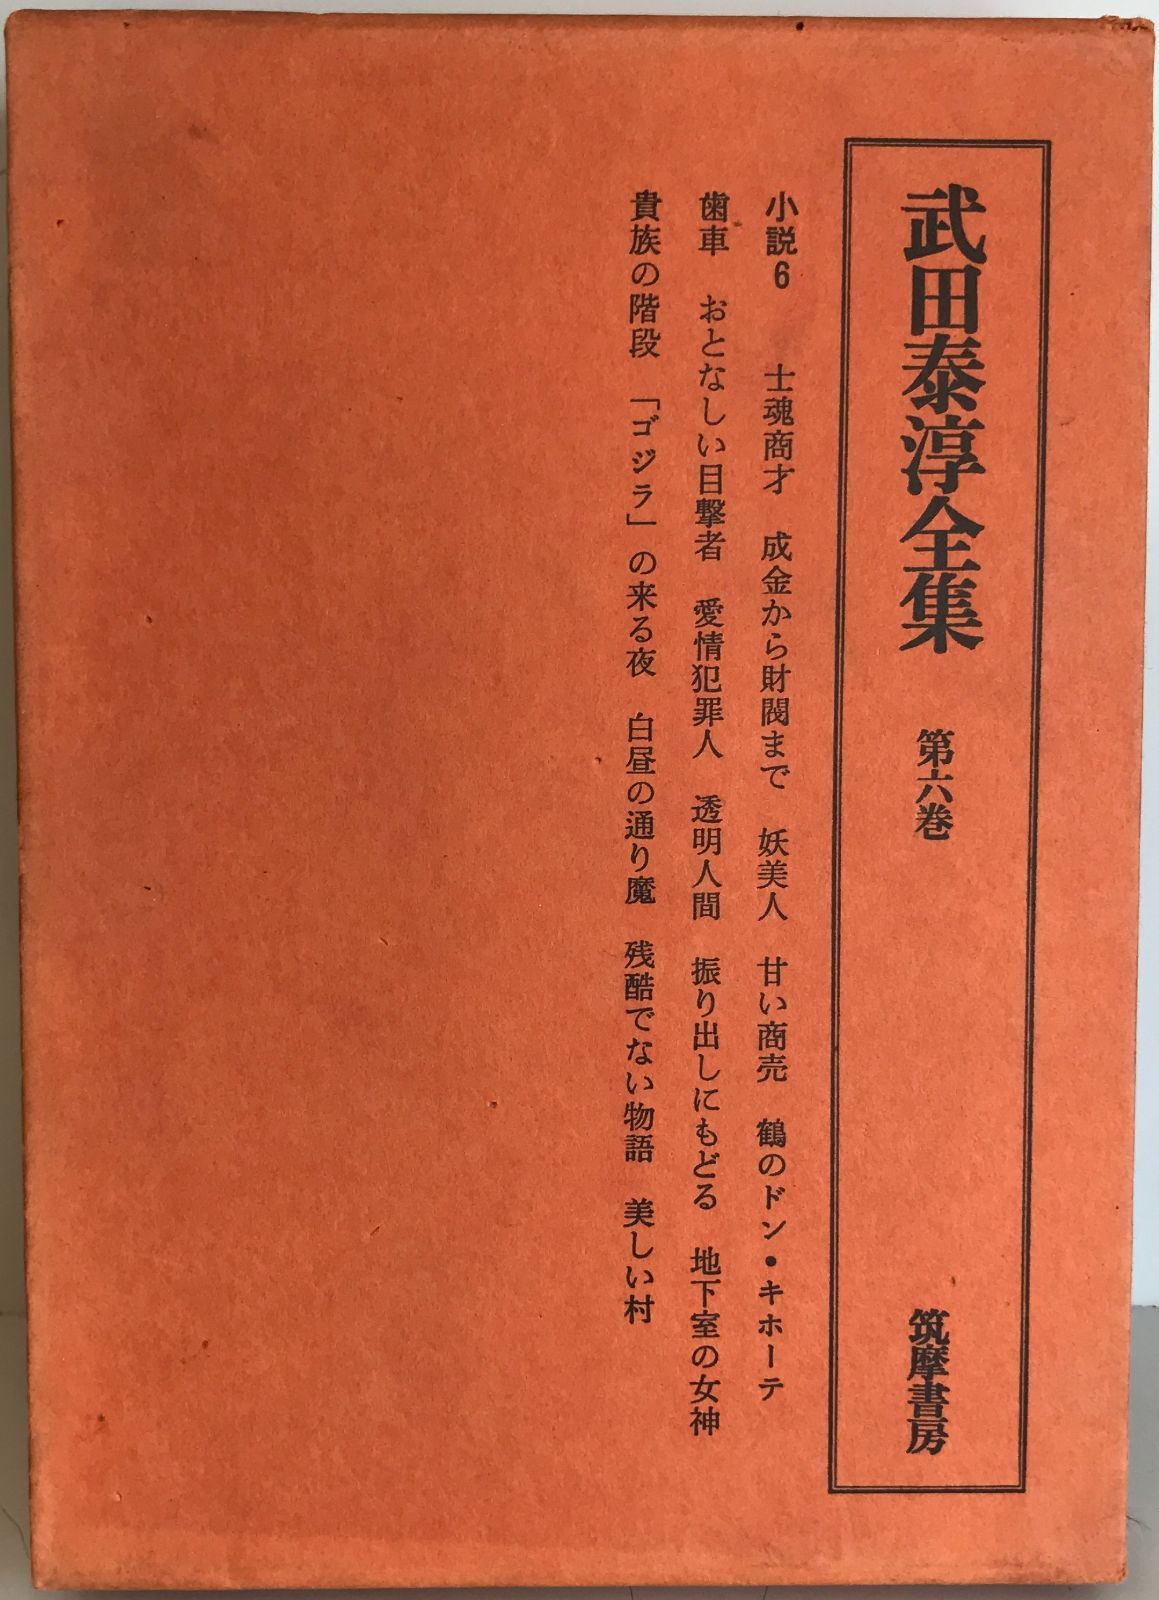 武田泰淳全集 第六巻 筑摩書房
小説6 士魂商才 成金から財閥まで 妖美人 甘い商売 鶴のドン・キホーテ
歯車 おとなしい目撃者 愛情犯罪人 透明人間 振り出しにもどる 地下室の女神
貴族の階段 「ゴジラ」の来る夜 白昼の通り魔 残酷でない物語 美しい村